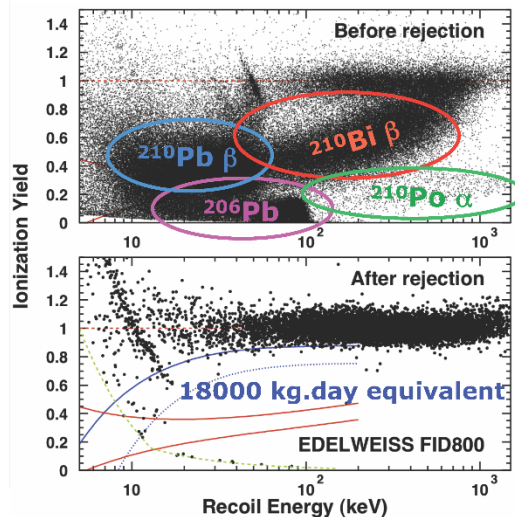 Before rejection
1.4
1.2
1
0.8
0.6
0.4
0.2
0
²¹⁰Pb β
²¹⁰Bi β
²⁰⁶Pb
²¹⁰Po α
10
10²
10³
Ionization Yield
After rejection
1.4
1.2
1
0.8
0.6
0.4
0.2
0
18000 kg.day equivalent
EDELWEISS FID800
10
10²
10³
Recoil Energy (keV)